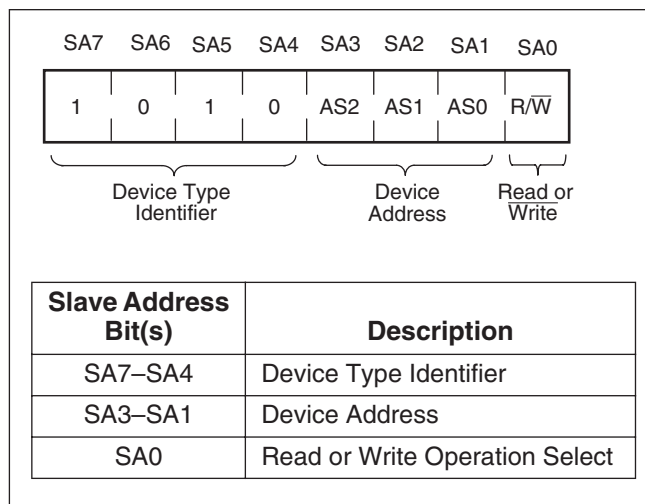 SA7 SA6 SA5 SA4 SA3 SA2 SA1 SA0
1 0 1 0 AS2 AS1 AS0 R/W̅
Device Type Identifier
Device Address
Read or W̅r̅i̅t̅e̅
Slave Address Bit(s) Description
SA7–SA4 Device Type Identifier
SA3–SA1 Device Address
SA0 Read or Write Operation Select